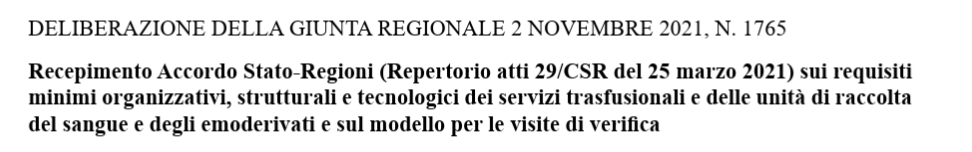 DELIBERAZIONE DELLA GIUNTA REGIONALE 2 NOVEMBRE 2021, N. 1765
Recepimento Accordo Stato-Regioni (Repertorio atti 29/CSR del 25 marzo 2021) sui requisiti
minimi organizzativi, strutturali e tecnologici dei servizi trasfusionali e delle unità di raccolta
del sangue e degli emoderivati e sul modello per le visite di verifica